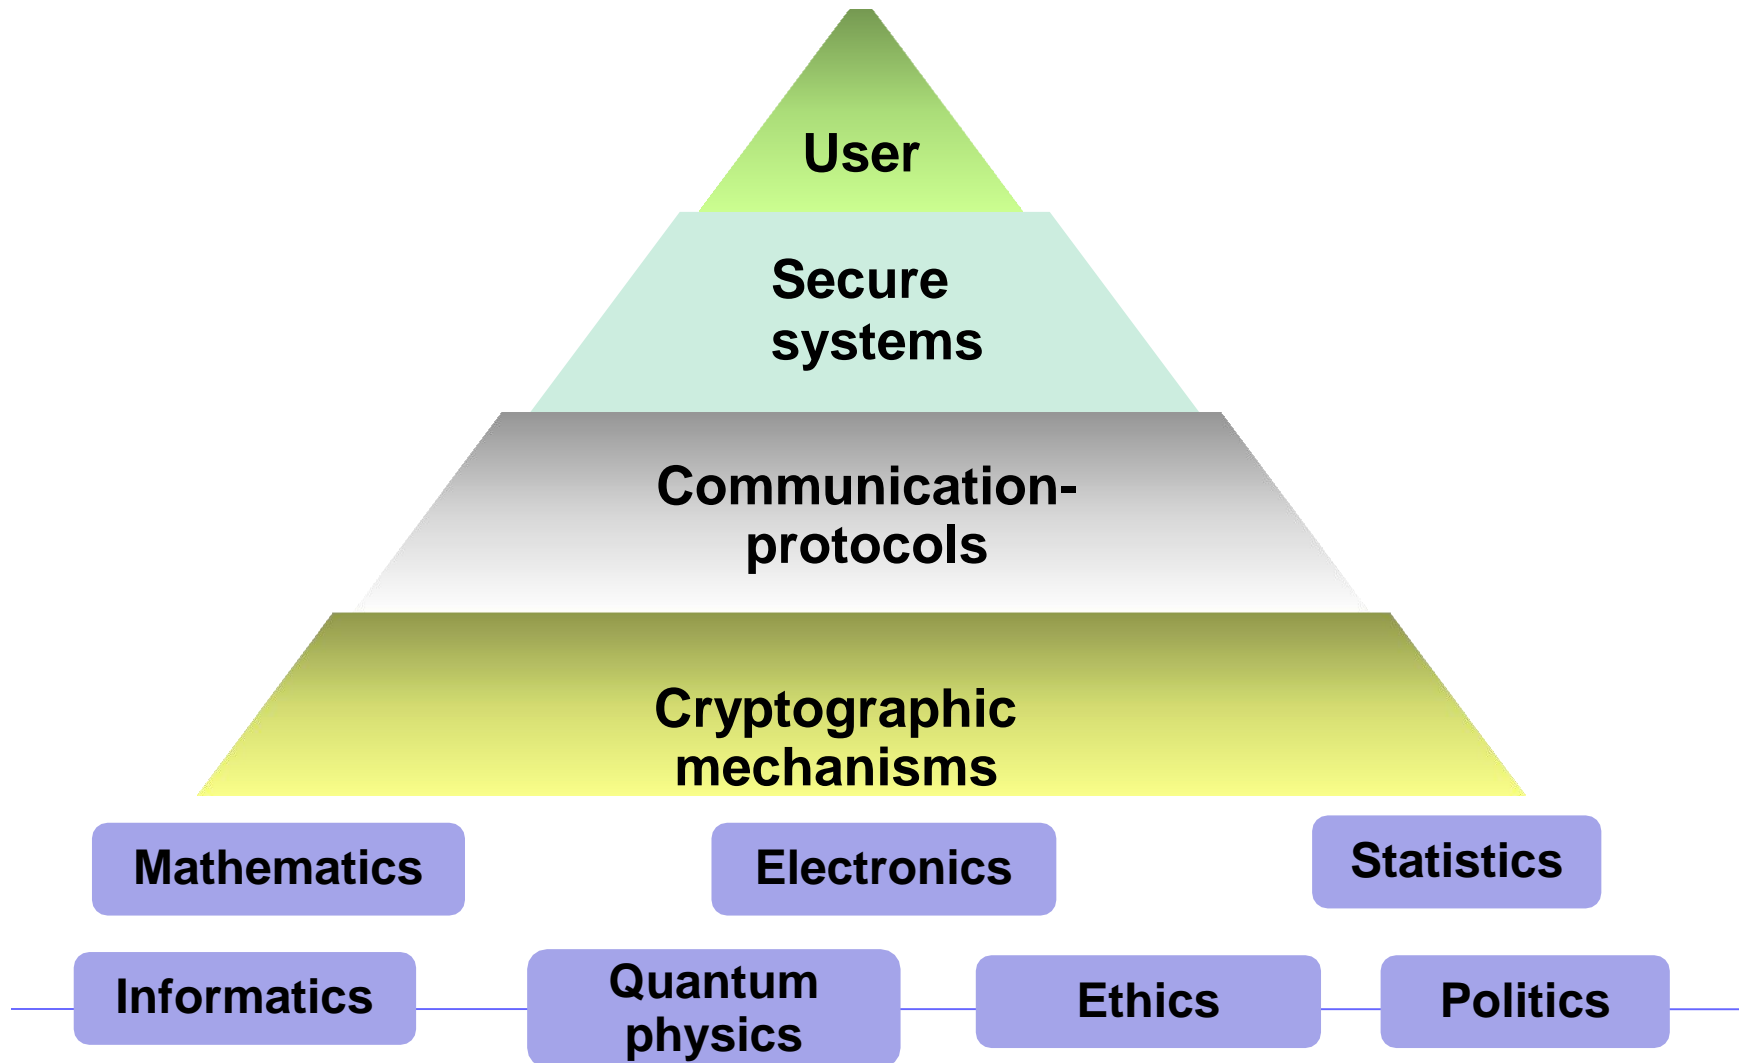 User
Secure
systems
Communication-
protocols
Cryptographic
mechanisms
Mathematics
Electronics
Statistics
Informatics
Quantum
physics
Ethics
Politics